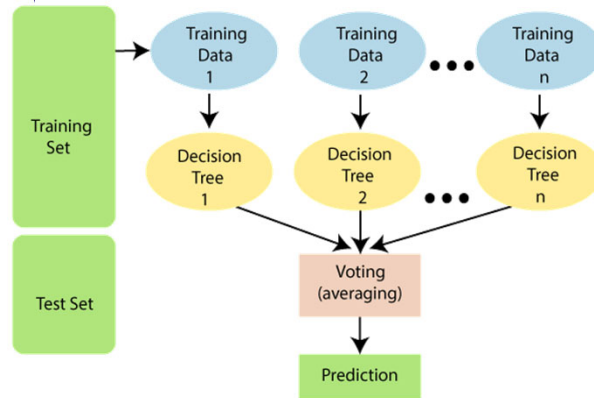 Training
Set
Training
Data
1
Training
Data
2
Training
Data
n
Decision
Tree
1
Decision
Tree
2
Decision
Tree
n
Test Set
Voting
(averaging)
Prediction